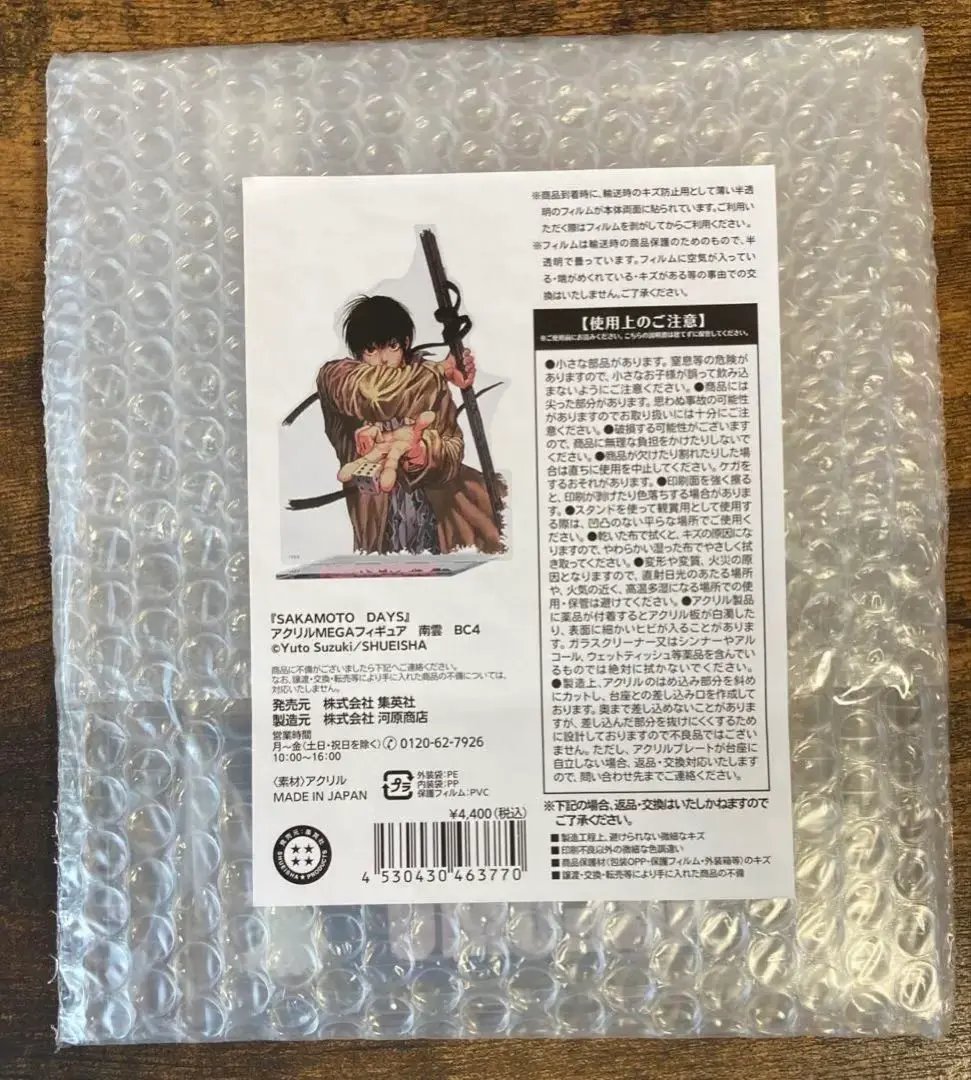 『SAKAMOTO DAYS』
アクリルMEGAフィギュア 南雲 BC4
©Yuto Suzuki/SHUEISHA
商品に不備がございましたら下記へご連絡ください。
なお、譲渡・交換・転売等により手に入れた商品の不備については、
対応いたしません。
発売元 株式会社 集英社
製造元 株式会社 河原商店
営業時間
月~金(土日・祝日を除く) 0120-62-7926
10:00~16:00
〈素材〉アクリル
MADE IN JAPAN
プラ
外装袋:PE
内装袋:PP
保護フィルム:PVC
¥4,400(税込)
発売元:集英社
SHUEISHA★PRODUCTS
4 530430 463770
※商品到着時に、輸送時のキズ防止用として薄い半透
明のフィルムが本体両面に貼られています。ご利用い
ただく際はフィルムを剥がしてからご利用ください。
※フィルムは輸送時の商品保護のためのもので、半
透明で曇っています。フィルムに空気が入ってい
る・端がめくれている・キズがある等の事由での交
換はいたしません。ご了承ください。
【使用上のご注意】
※ご使用前にお読みください。こちらの説明書は捨てずに保管してください。
●小さな部品があります。窒息等の危険が
ありますので、小さなお子様が誤って飲み込
まないようにご注意ください。●商品には
尖った部分があります。思わぬ事故の可能性
がありますのでお取り扱いには十分にご注
意ください。●破損する可能性がございます
ので、商品に無理な負担をかけたりしないで
ください。●商品が欠けたり割れたりした場
合は直ちに使用を中止してください。ケガを
するおそれがあります。●印刷面を強く擦る
と、印刷が剥げたり色落ちする場合がありま
す。●スタンドを使って観賞用として使用す
る際は、凹凸のない平らな場所でご使用くだ
さい。●乾いた布で拭くと、キズの原因にな
りますので、やわらかい湿った布でやさしく拭
き取ってください。●変形や変質、火災の原
因となりますので、直射日光のあたる場所
や、火気の近く、高温多湿になる場所での使
用・保管は避けてください。●アクリル製品
に薬品が付着するとアクリル板が白濁した
り、表面に細かいヒビが入ることがありま
す。ガラスクリーナー又はシンナーやアル
コール、ウェットティッシュ等薬品を含んでい
るものでは絶対に拭かないでください。
●製造上、アクリルのはめ込み部分を斜め
にカットし、台座との差し込み口を作成して
おります。奥まで差し込めないことがありま
すが、差し込んだ部分を抜けにくくするため
に設計しておりますので不良品ではござい
ません。ただし、アクリルプレートが台座に
自立しない場合、返品・交換対応いたします
ので、問い合わせ先までご連絡ください。
※下記の場合、返品・交換はいたしかねますので
ご了承ください。
■製造工程上、避けられない微細なキズ
■印刷不良以外の微細な色調違い
■商品保護材(包装OPP・保護フィルム・外装箱等)のキズ
■譲渡・交換・転売等により手に入れた商品の不備